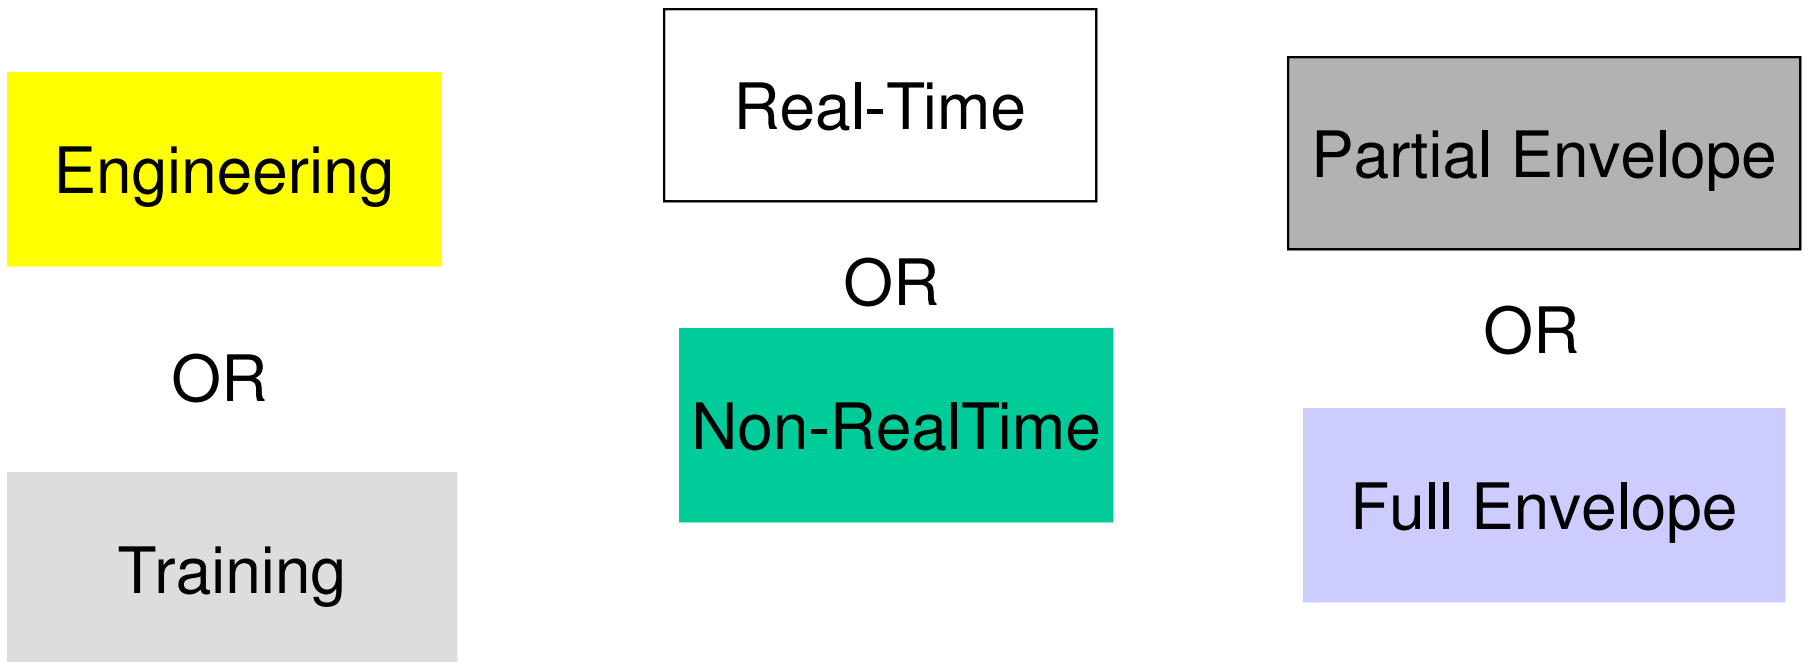 Engineering
OR
Training
Real-Time
OR
Non-RealTime
Partial Envelope
OR
Full Envelope